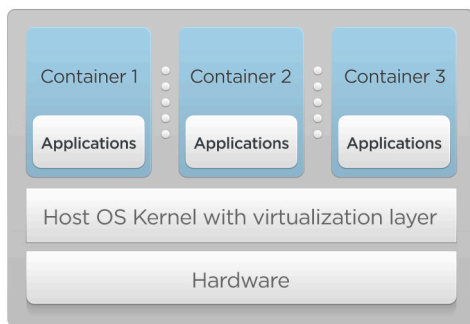 Container 1
Container 2
Container 3
Applications
Applications
Applications
Host OS Kernel with virtualization layer
Hardware